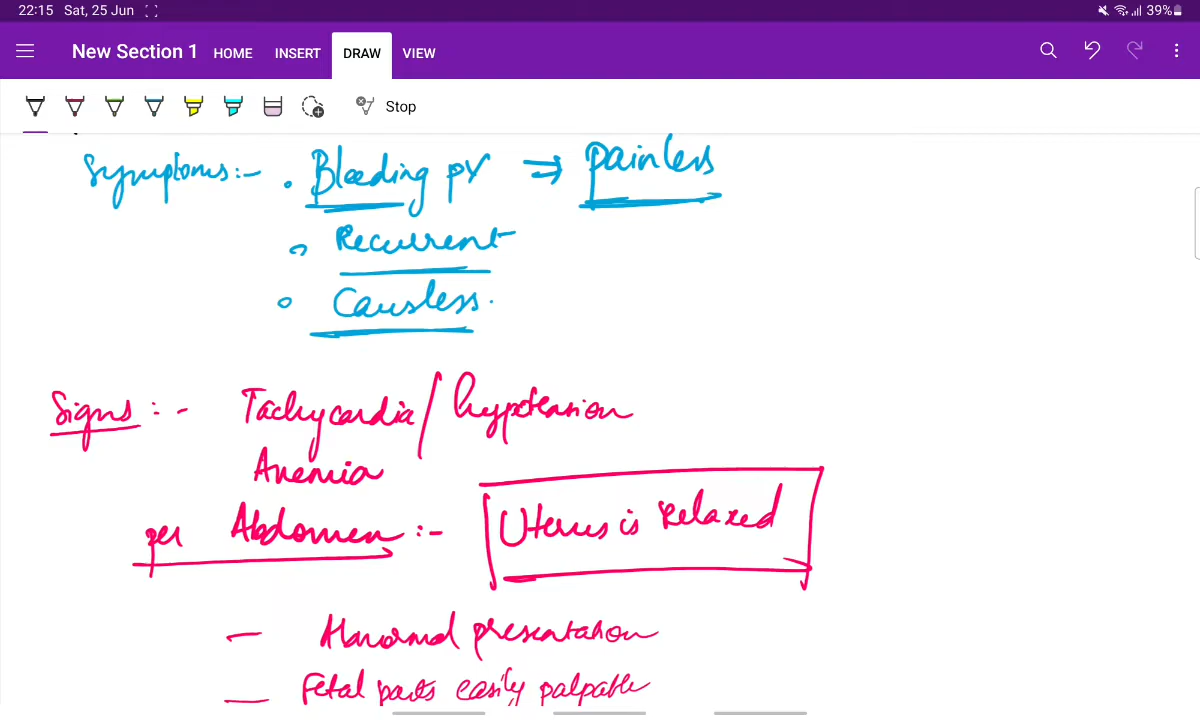 22:15 Sat, 25 Jun 39%
New Section 1 HOME INSERT DRAW VIEW
Stop
Symptoms:- • Bleeding PV ⇒ Painless
◦ Recurrent
◦ Causless.
Signs :- Tachycardia/hypotension
Anemia
per Abdomen :- Uterus is Relaxed
— Abnormal presentation
— Fetal parts easily palpable